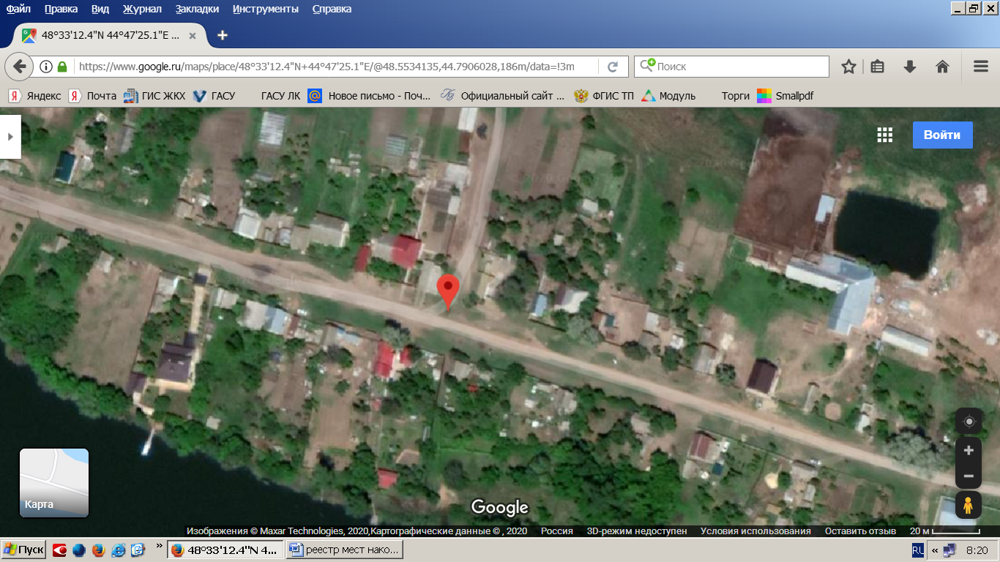 Файл Правка Вид Журнал Закладки Инструменты Справка
48°33'12.4"N 44°47'25.1"E ...
https://www.google.ru/maps/place/48°33'12.4"N+44°47'25.1"E/@48.5534135,44.7906028,186m/data=!3m
Поиск
Яндекс Почта ГИС ЖКХ ГАСУ ГАСУ ЛК Новое письмо - Поч... Официальный сайт ... ФГИС ТП Модуль Торги Smallpdf
Войти
Карта
Google
Изображения © Maxar Technologies, 2020,Картографические данные © , 2020 Россия 3D-режим недоступен Условия использования Оставить отзыв 20 м
Пуск » 48°33'12.4"N 4... реестр мест нако... RU « 8:20